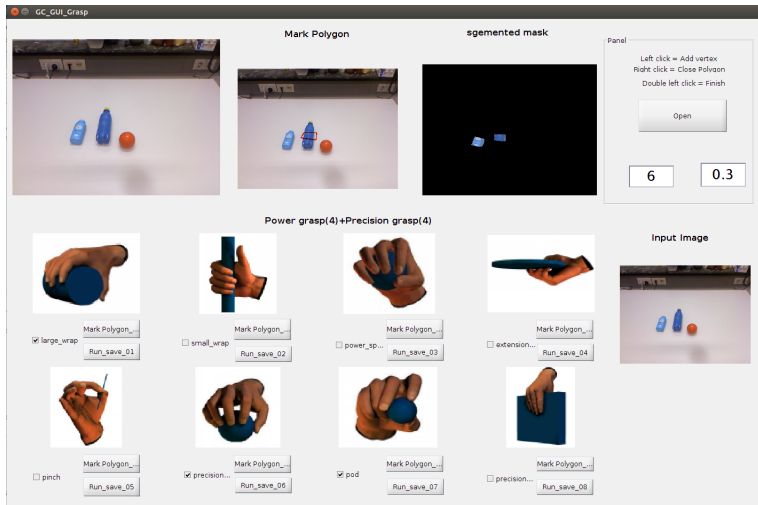 GC_GUI_Grasp
Mark Polygon
sgemented mask
Panel
Left click = Add vertex
Right click = Close Polygon
Double left click = Finish
Open
6
0.3
Power grasp(4)+Precision grasp(4)
Input Image
Mark Polygon_...
large_wrap
Run_save_01
Mark Polygon_...
small_wrap
Run_save_02
Mark Polygon_...
power_sp...
Run_save_03
Mark Polygon_...
extension...
Run_save_04
Mark Polygon_...
pinch
Run_save_05
Mark Polygon_...
precision...
Run_save_06
Mark Polygon_...
pod
Run_save_07
Mark Polygon_...
precision...
Run_save_08